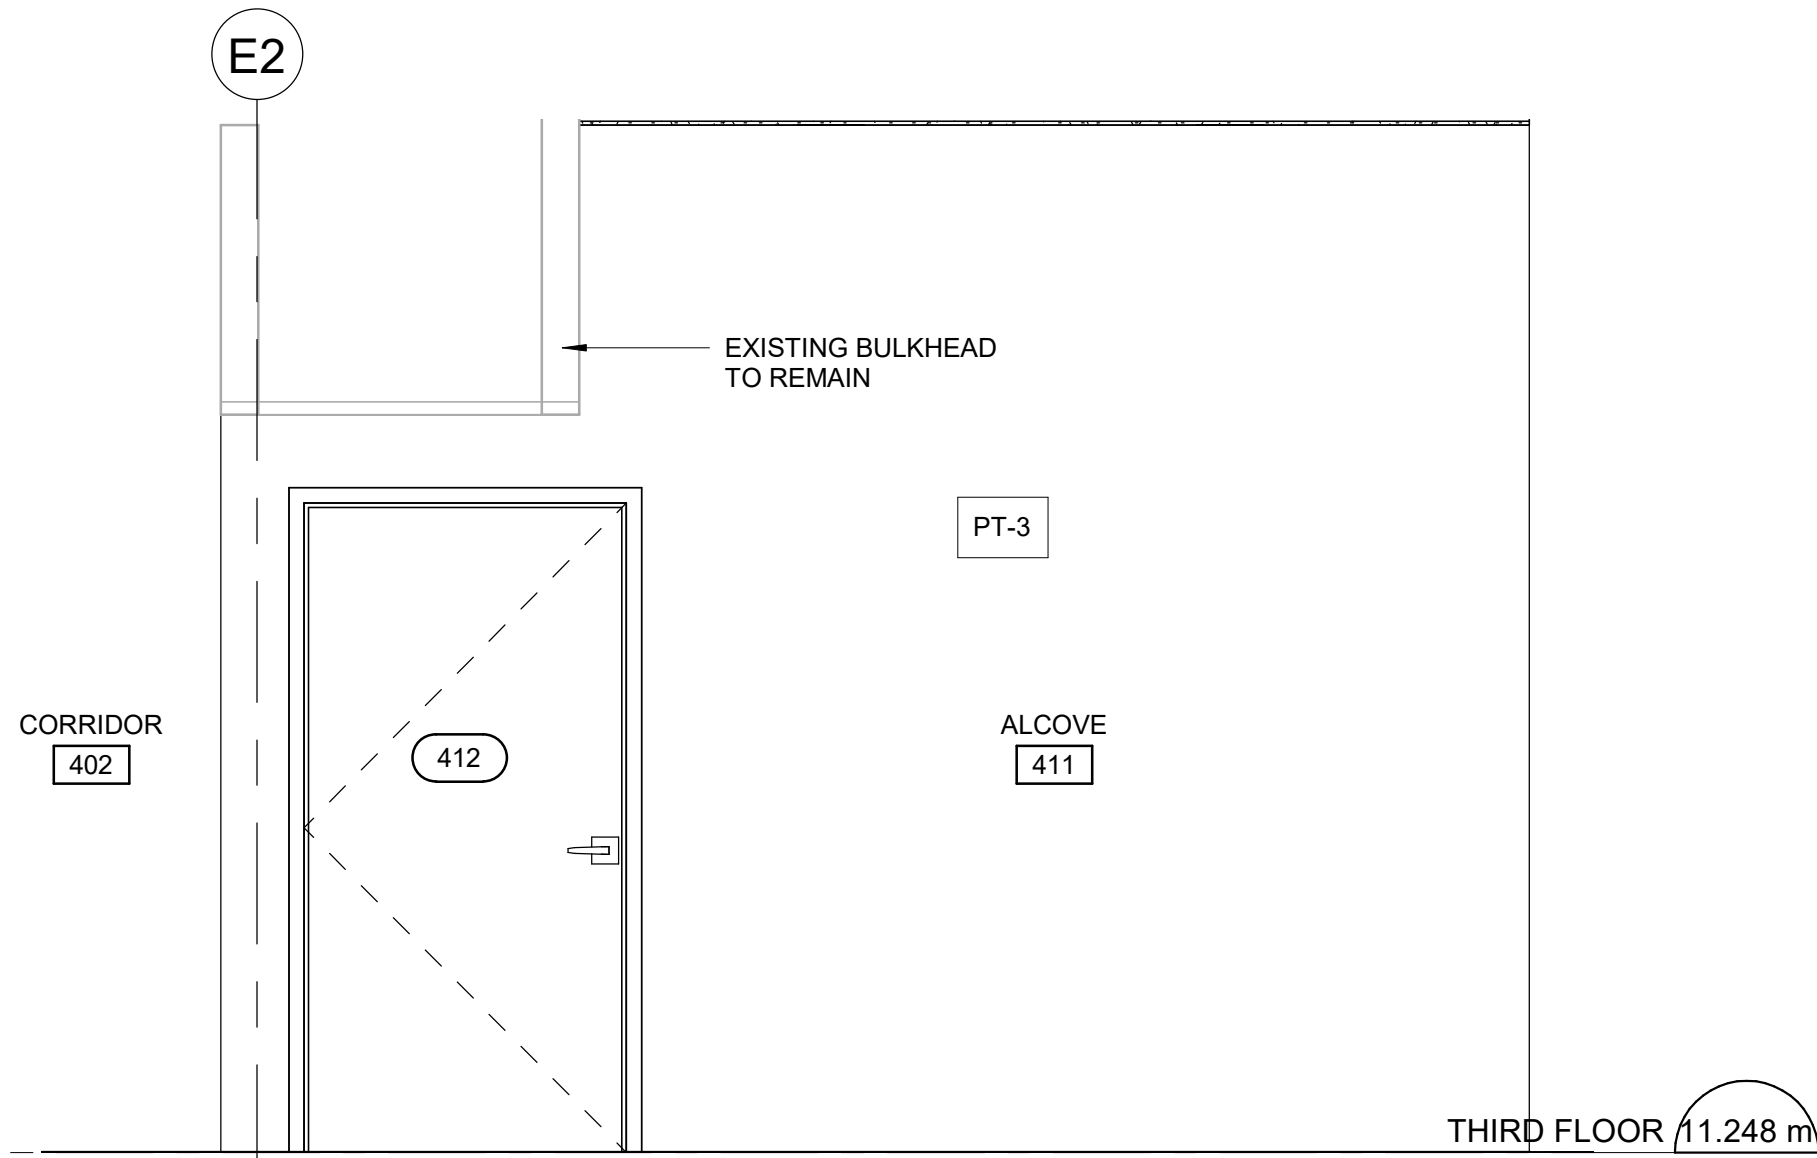 E2
EXISTING BULKHEAD
TO REMAIN
PT-3
CORRIDOR
402
412
ALCOVE
411
THIRD FLOOR 11.248 m